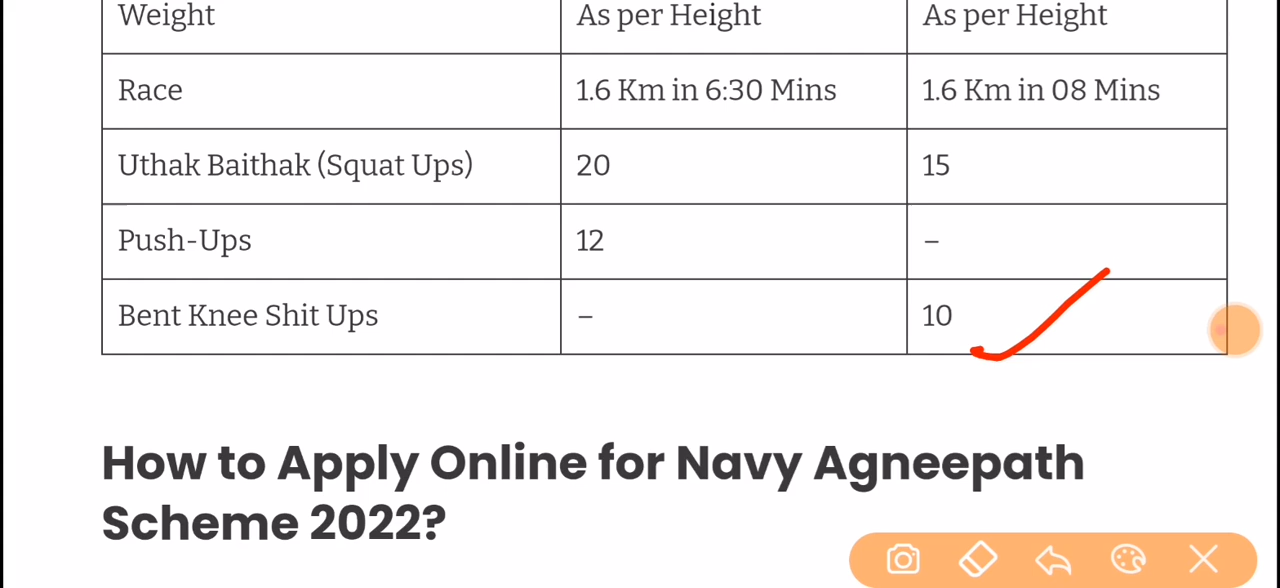 Weight As per Height As per Height
Race 1.6 Km in 6:30 Mins 1.6 Km in 08 Mins
Uthak Baithak (Squat Ups) 20 15
Push-Ups 12 –
Bent Knee Shit Ups – 10
How to Apply Online for Navy Agneepath
Scheme 2022?